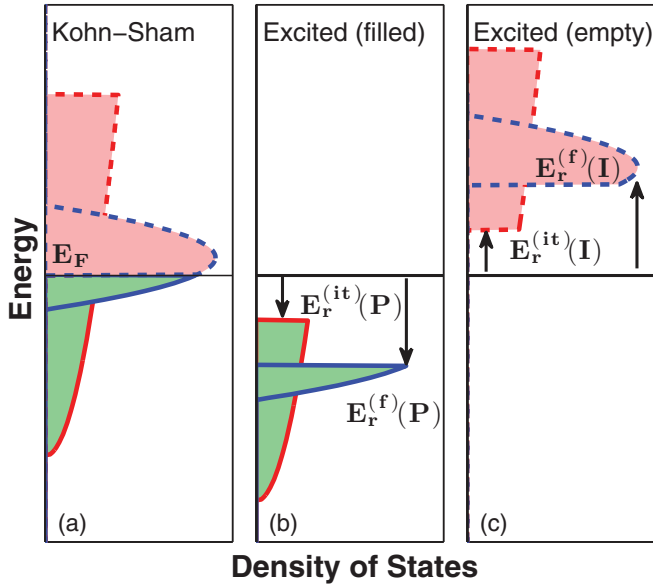 Kohn−Sham
Excited (filled)
Excited (empty)
Energy
E_F
E_r^(it)(P)
E_r^(f)(P)
E_r^(f)(I)
E_r^(it)(I)
(a)
(b)
(c)
Density of States